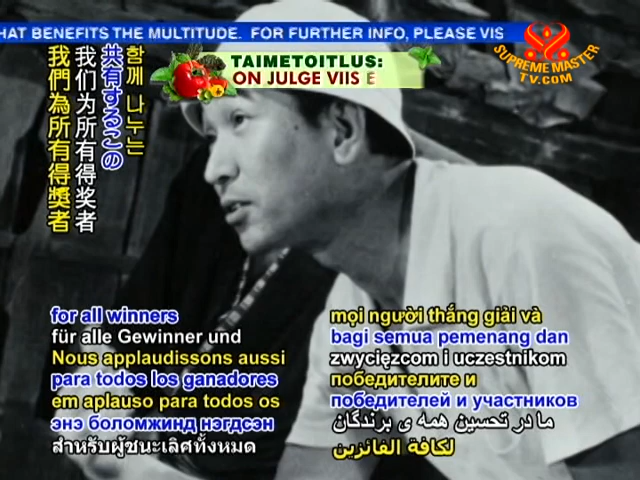 HAT BENEFITS THE MULTITUDE. FOR FURTHER INFO, PLEASE VIS
SUPREME MASTER
TV.COM
TAIMETOITLUS:
ON JULGE VIIS E
함께 나누는
共有するこの
我们为所有得奖者
我們為所有得獎者
for all winners
für alle Gewinner und
Nous applaudissons aussi
para todos los ganadores
em aplauso para todos os
энэ боломжинд нэгдсэн
สำหรับผู้ชนะเลิศทั้งหมด
mọi người thắng giải và
bagi semua pemenang dan
zwycięzcom i uczestnikom
победителите и
победителей и участников
ما در تحسین همه ی برندگان
لكافة الفائزين